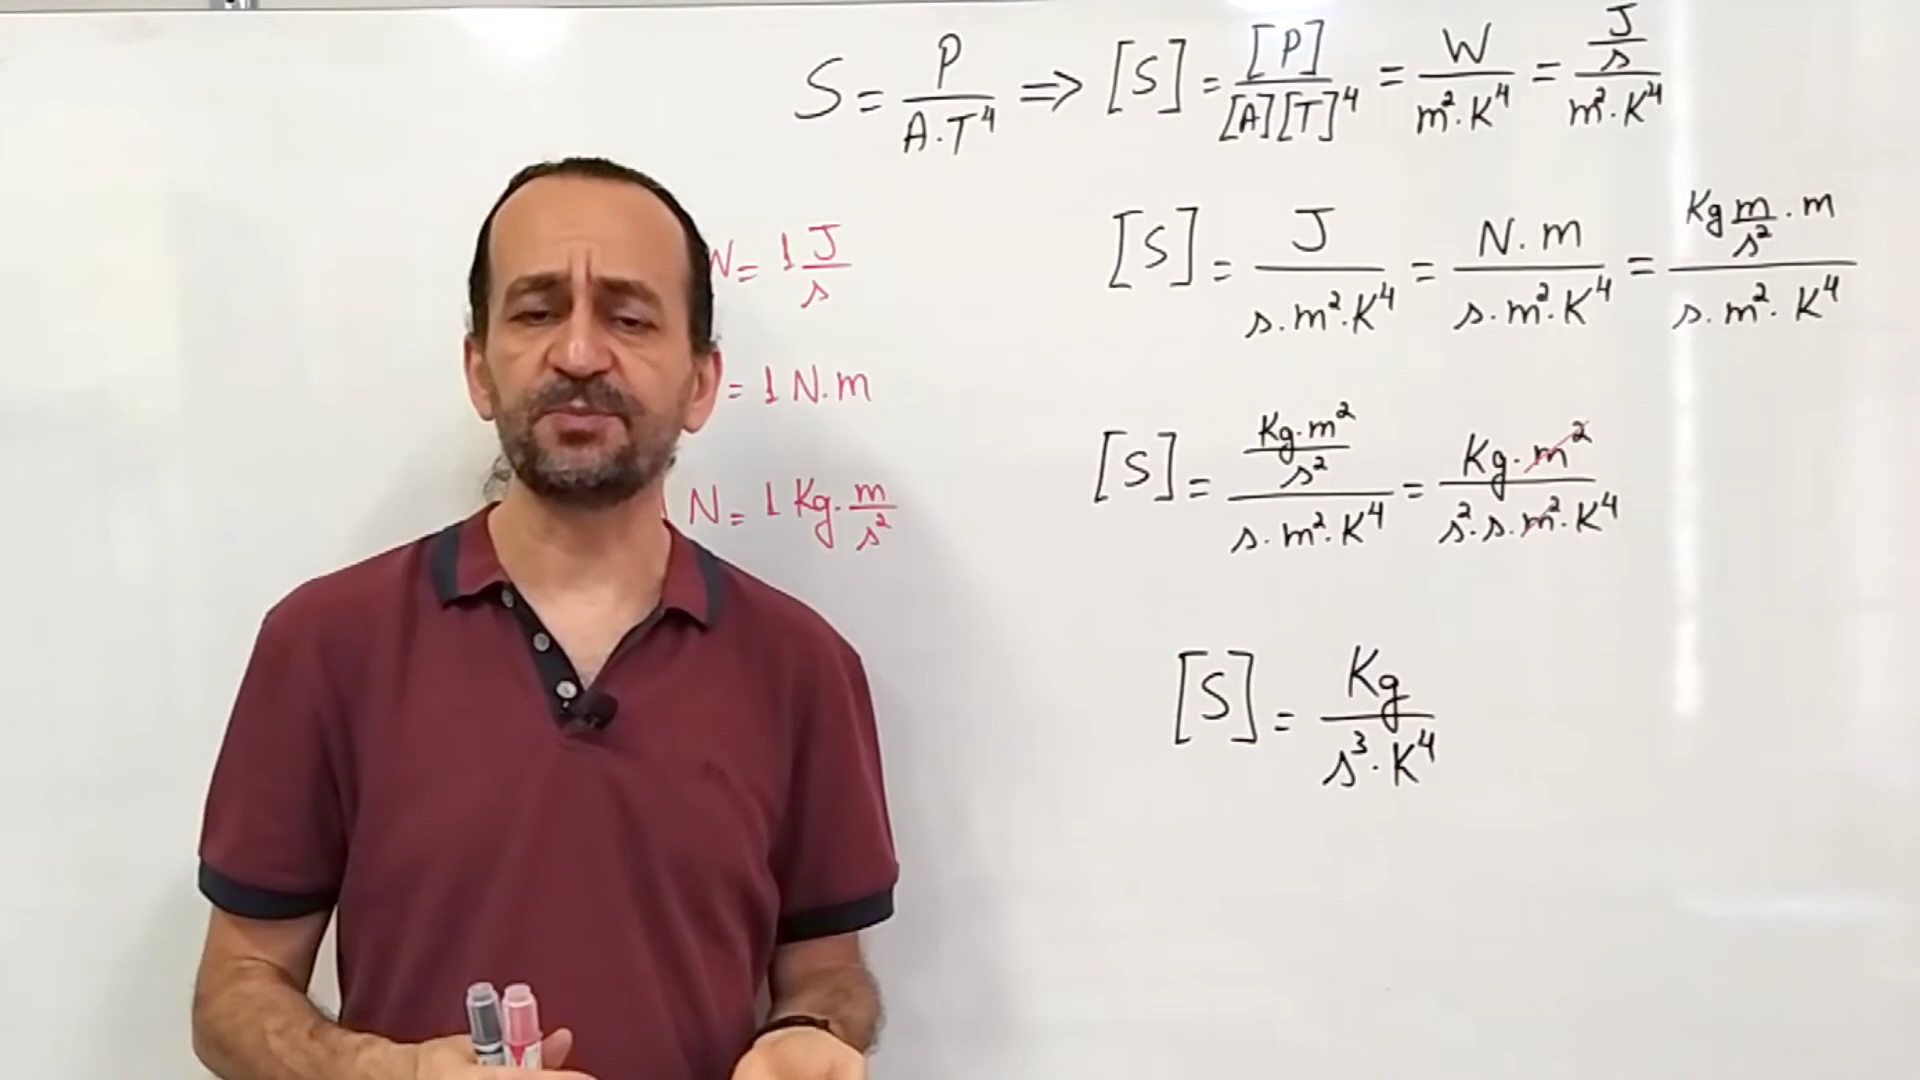 S = P / A.T⁴ ⇒ [S] = [P] / [A][T]⁴ = W / m².K⁴ = J/s / m².K⁴
W = 1 J/s
[S] = J / s.m².K⁴ = N.m / s.m².K⁴ = Kg m/s² . m / s.m².K⁴
= 1 N.m
[S] = Kg.m²/s² / s.m².K⁴ = Kg.m² / s².s.m².K⁴
1 N = 1 Kg. m/s²
[S] = Kg / s³.K⁴